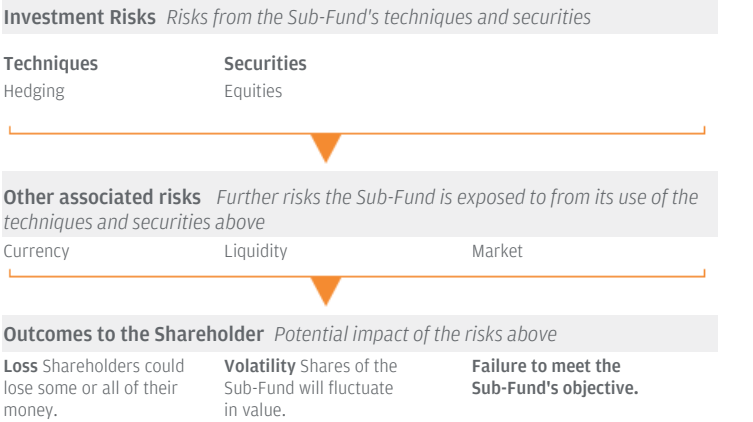 Investment Risks Risks from the Sub-Fund's techniques and securities
Techniques Securities
Hedging Equities
Other associated risks Further risks the Sub-Fund is exposed to from its use of the
techniques and securities above
Currency Liquidity Market
Outcomes to the Shareholder Potential impact of the risks above
Loss Shareholders could
lose some or all of their
money.
Volatility Shares of the
Sub-Fund will fluctuate
in value.
Failure to meet the
Sub-Fund's objective.